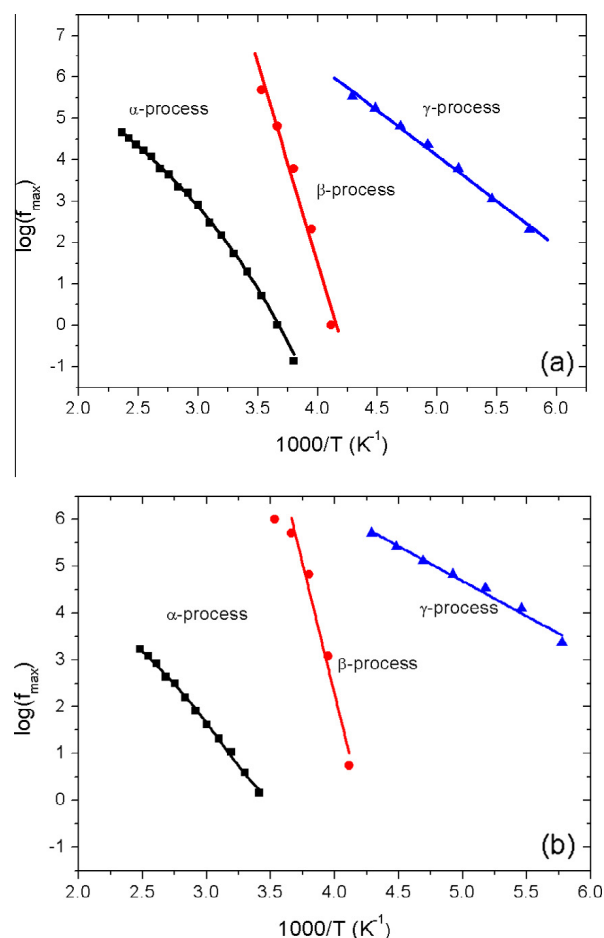 7
6
5
4
3
2
1
0
-1
log(f_max)
α-process
β-process
γ-process
(a)
2.0 2.5 3.0 3.5 4.0 4.5 5.0 5.5 6.0
1000/T (K⁻¹)
6
5
4
3
2
1
0
-1
log(f_max)
α-process
β-process
γ-process
(b)
2.0 2.5 3.0 3.5 4.0 4.5 5.0 5.5 6.0
1000/T (K⁻¹)